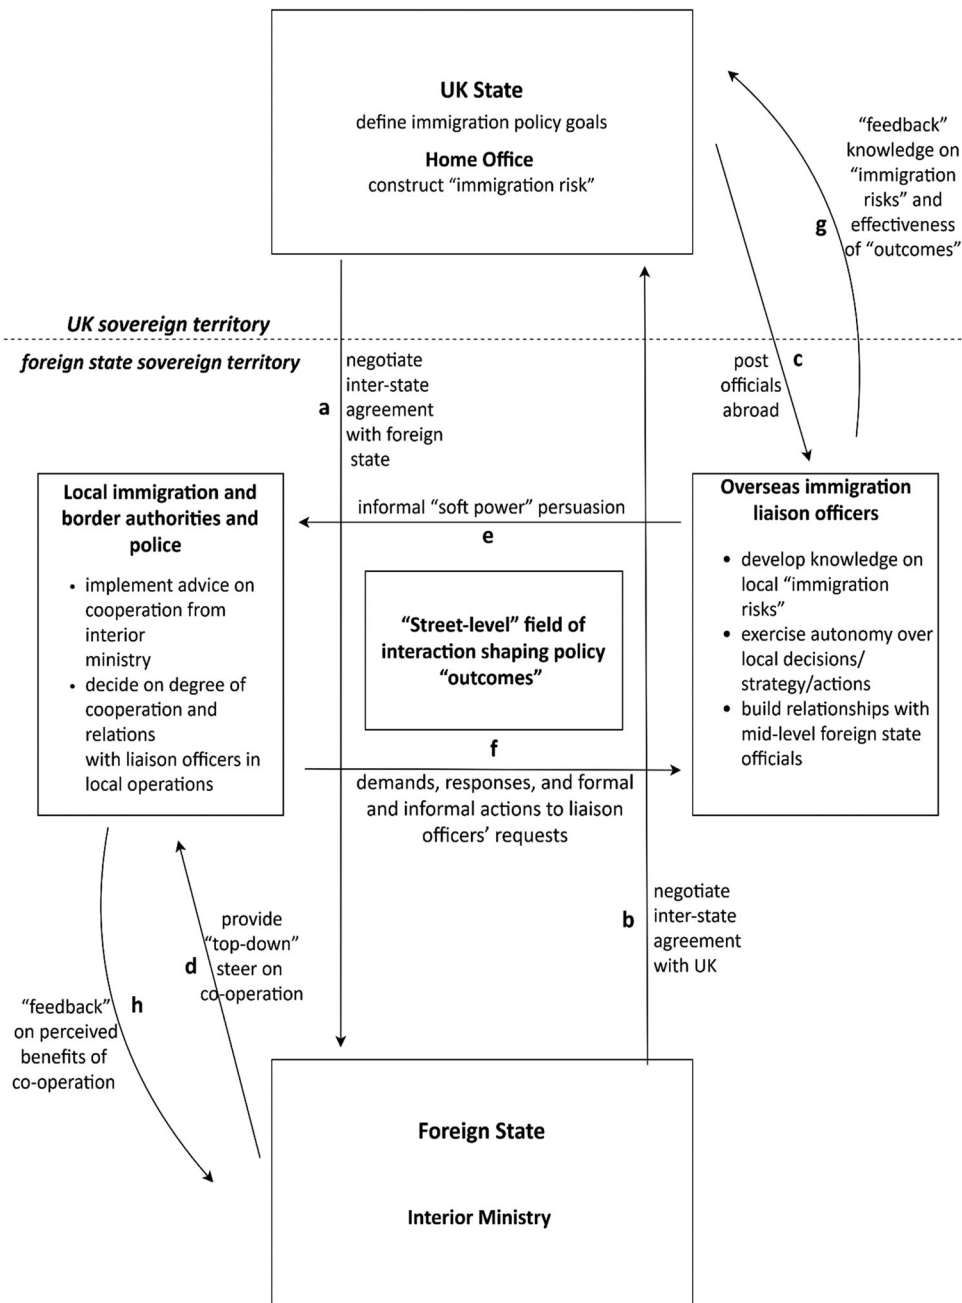 UK State
define immigration policy goals
Home Office
construct “immigration risk”
“feedback”
knowledge on
“immigration
risks” and
effectiveness
of “outcomes”
g
UK sovereign territory
foreign state sovereign territory
negotiate
inter-state
agreement
with foreign
state
a
post
officials
abroad
c
Local immigration and
border authorities and
police
• implement advice on
cooperation from
interior
ministry
• decide on degree of
cooperation and
relations
with liaison officers in
local operations
informal “soft power” persuasion
e
“Street-level” field of
interaction shaping policy
“outcomes”
f
demands, responses, and formal
and informal actions to liaison
officers’ requests
Overseas immigration
liaison officers
• develop knowledge on
local “immigration
risks”
• exercise autonomy over
local decisions/
strategy/actions
• build relationships with
mid-level foreign state
officials
provide
“top-down”
steer on
co-operation
d
“feedback”
on perceived
benefits of
co-operation
h
negotiate
inter-state
agreement
with UK
b
Foreign State
Interior Ministry